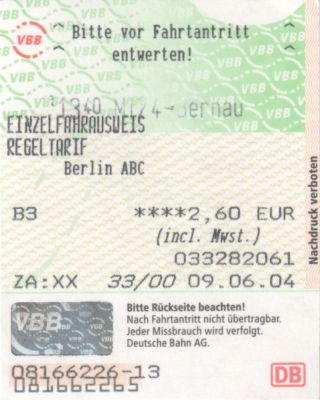 VBB
Bitte vor Fahrtantritt
entwerten!
1340 MI24-Bernau
EINZELFAHRAUSWEIS
REGELTARIF
Berlin ABC
B3 ****2,60 EUR
(incl. Mwst.)
033282061
ZA:XX 33/00 09.06.04
Nachdruck verboten
VBB
Bitte Rückseite beachten!
Nach Fahrtantritt nicht übertragbar.
Jeder Missbrauch wird verfolgt.
Deutsche Bahn AG.
08166226-13
081662265
DB